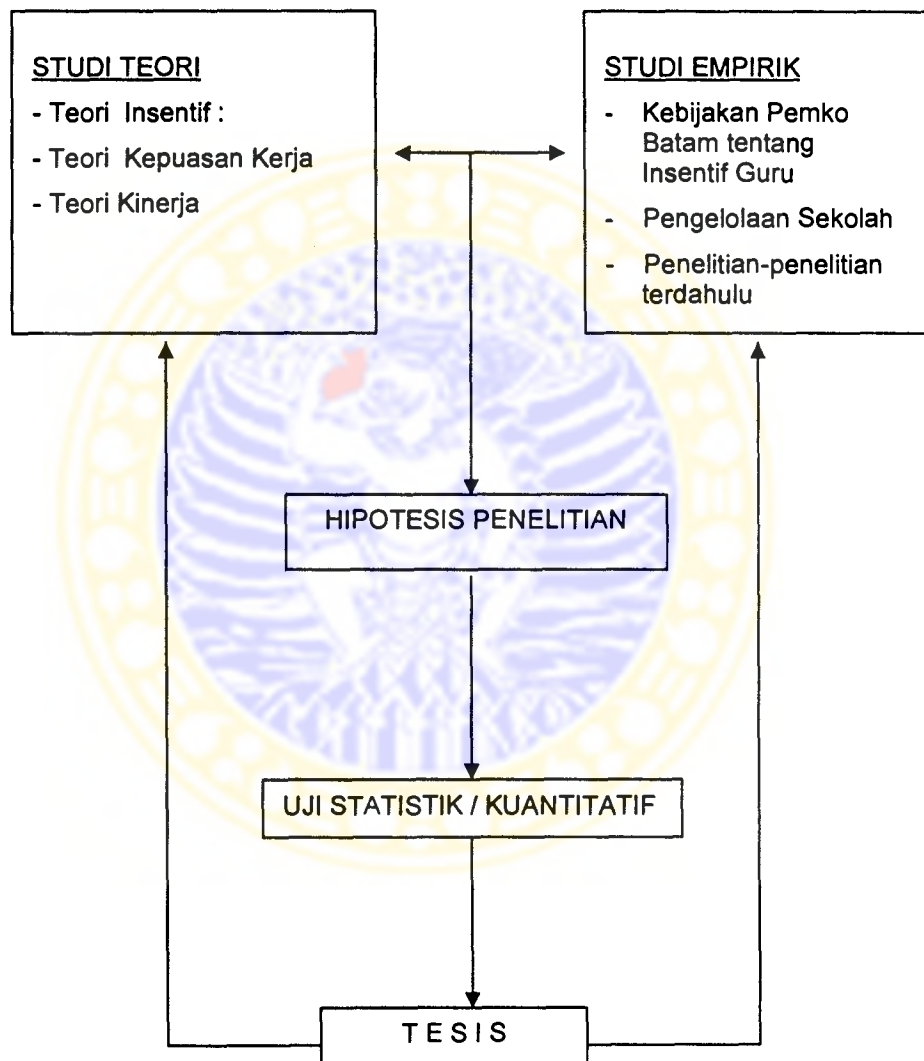 STUDI TEORI
- Teori Insentif :
- Teori Kepuasan Kerja
- Teori Kinerja
STUDI EMPIRIK
- Kebijakan Pemko
Batam tentang
Insentif Guru
- Pengelolaan Sekolah
- Penelitian-penelitian
terdahulu
HIPOTESIS PENELITIAN
UJI STATISTIK / KUANTITATIF
T E S I S